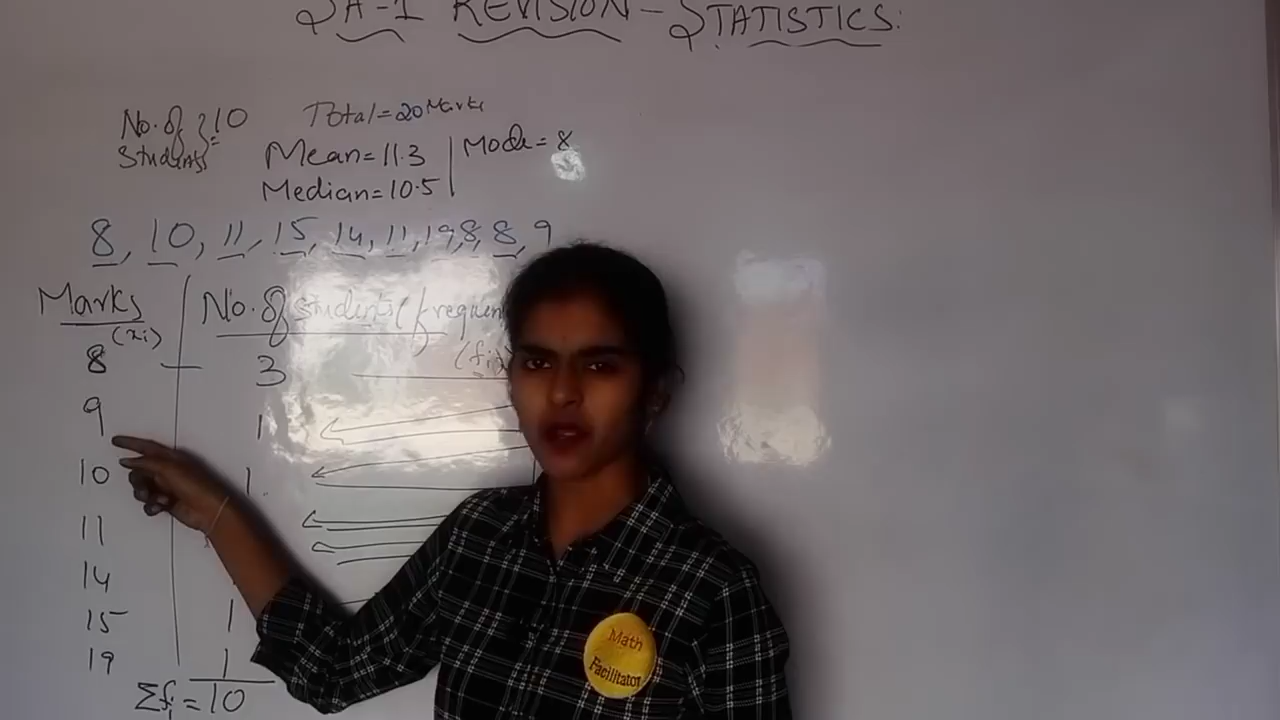 SA-1 REVISION - STATISTICS:
No. of Students } = 10
Total = 20 Marks
Mean = 11.3
Mode = 8
Median = 10.5
8, 10, 11, 15, 14, 11, 19, 8, 8, 9
Marks (xi)
No. of students (frequen
(fi)
8 3
9 1
10 1
11
14
15 1
19 1
Σfi = 10
Math
Facilitator